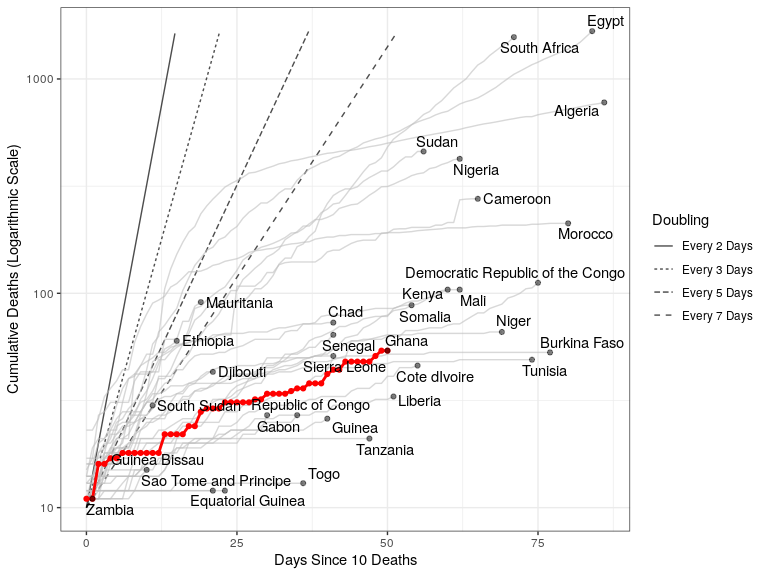 Egypt
South Africa
1000
Algeria
Sudan
Nigeria
Cameroon
Morocco
Democratic Republic of the Congo
100
Kenya
Mali
Mauritania
Somalia
Chad
Niger
Ethiopia
Senegal
Ghana
Burkina Faso
Sierra Leone
Djibouti
Tunisia
Cote dIvoire
South Sudan
Republic of Congo
Liberia
Gabon
Guinea
Tanzania
Guinea Bissau
Sao Tome and Principe
Togo
Equatorial Guinea
10
Zambia
0
25
50
75
Days Since 10 Deaths
Cumulative Deaths (Logarithmic Scale)
Doubling
Every 2 Days
Every 3 Days
Every 5 Days
Every 7 Days